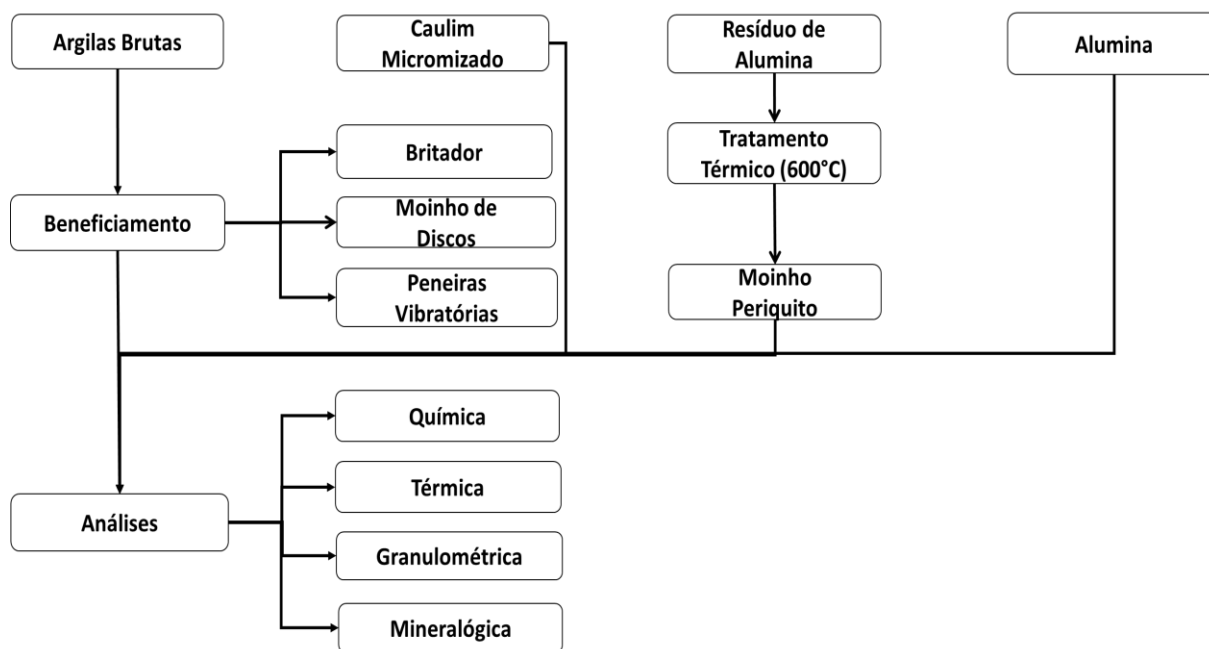 Argilas Brutas
Caulim
Micromizado
Resíduo de
Alumina
Alumina
Britador
Tratamento
Térmico (600°C)
Beneficiamento
Moinho de
Discos
Peneiras
Vibratórias
Moinho
Periquito
Química
Térmica
Análises
Granulométrica
Mineralógica